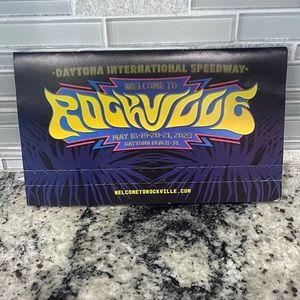 ·DAYTONA INTERNATIONAL SPEEDWAY·
WELCOME TO
ROCKVILLE
MAY 18-19-20-21, 2023
DAYTONA BEACH · FL
WELCOMETOROCKVILLE.COM